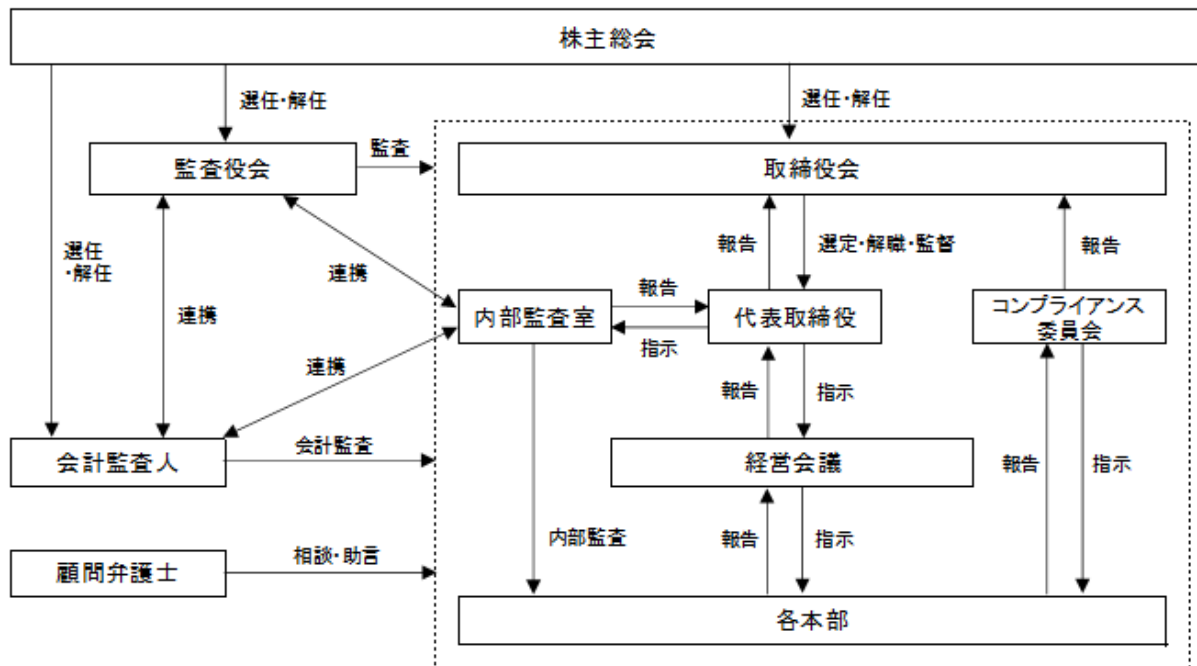 株主総会
選任・解任
選任・解任
監査役会
監査
取締役会
選任
・解任
連携
連携
報告
選定・解職・監督
報告
内部監査室
報告
指示
代表取締役
コンプライアンス
委員会
連携
報告
指示
会計監査人
会計監査
経営会議
報告
指示
内部監査
報告
指示
顧問弁護士
相談・助言
各本部